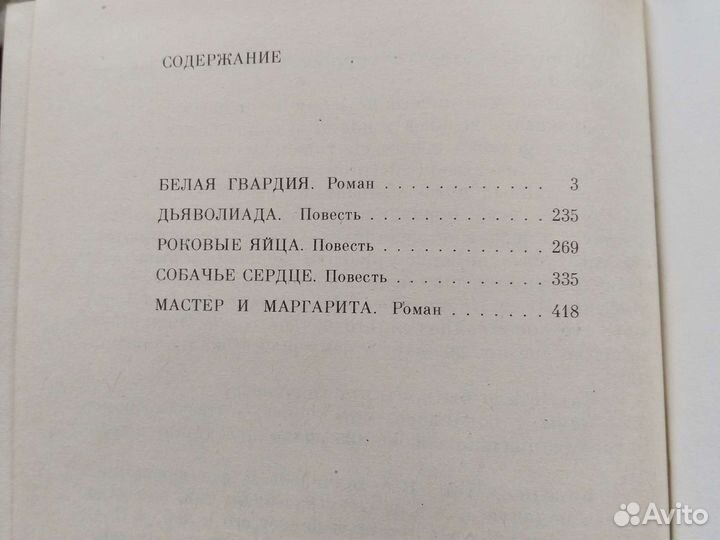 СОДЕРЖАНИЕ
БЕЛАЯ ГВАРДИЯ. Роман . . . . . . . . . . . . 3
ДЬЯВОЛИАДА. Повесть . . . . . . . . . . . . 235
РОКОВЫЕ ЯЙЦА. Повесть . . . . . . . . . . . 269
СОБАЧЬЕ СЕРДЦЕ. Повесть . . . . . . . . . . 335
МАСТЕР И МАРГАРИТА. Роман . . . . . . . 418
Avito